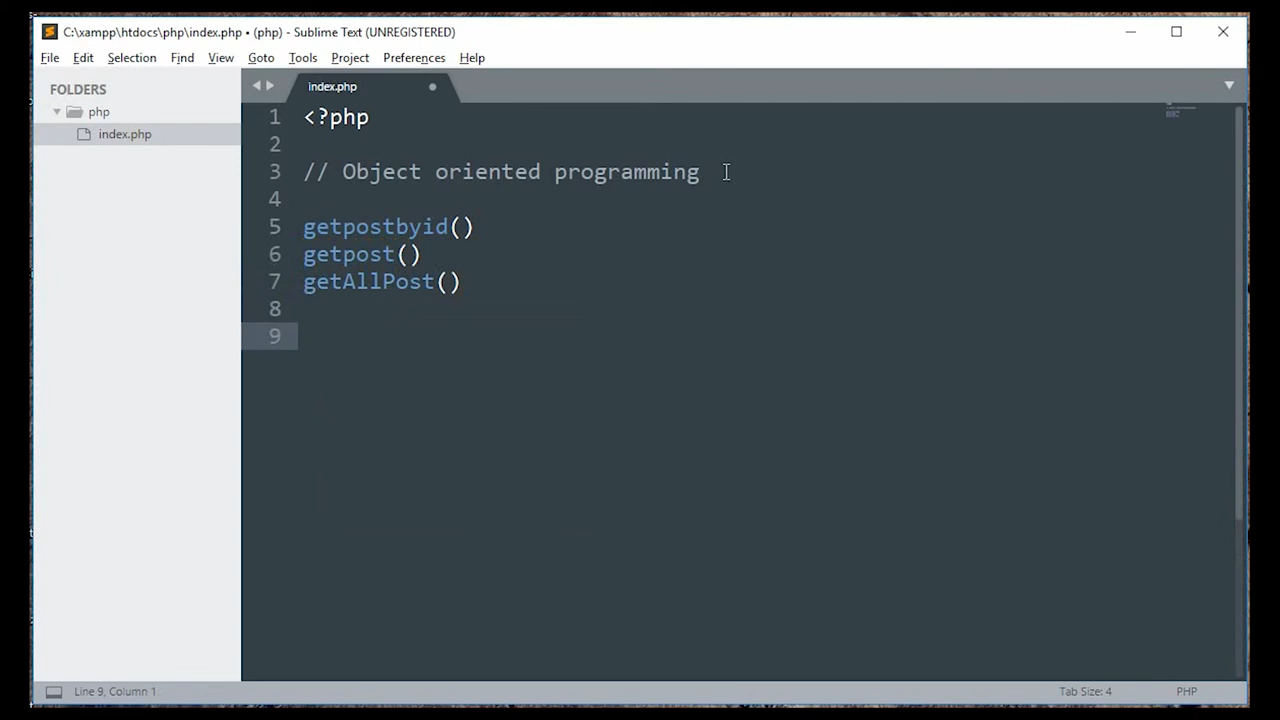 C:\xampp\htdocs\php\index.php • (php) - Sublime Text (UNREGISTERED)
File Edit Selection Find View Goto Tools Project Preferences Help
FOLDERS
php
index.php
index.php
1 <?php
2
3 // Object oriented programming
4
5 getpostbyid()
6 getpost()
7 getAllPost()
8
9
Line 9, Column 1
Tab Size: 4
PHP